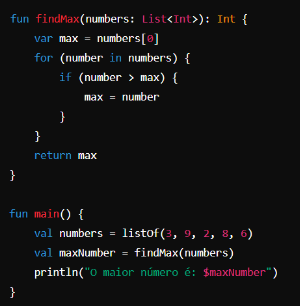 fun findMax(numbers: List<Int>): Int {
    var max = numbers[0]
    for (number in numbers) {
        if (number > max) {
            max = number
        }
    }
    return max
}

fun main() {
    val numbers = listOf(3, 9, 2, 8, 6)
    val maxNumber = findMax(numbers)
    println("O maior número é: $maxNumber")
}